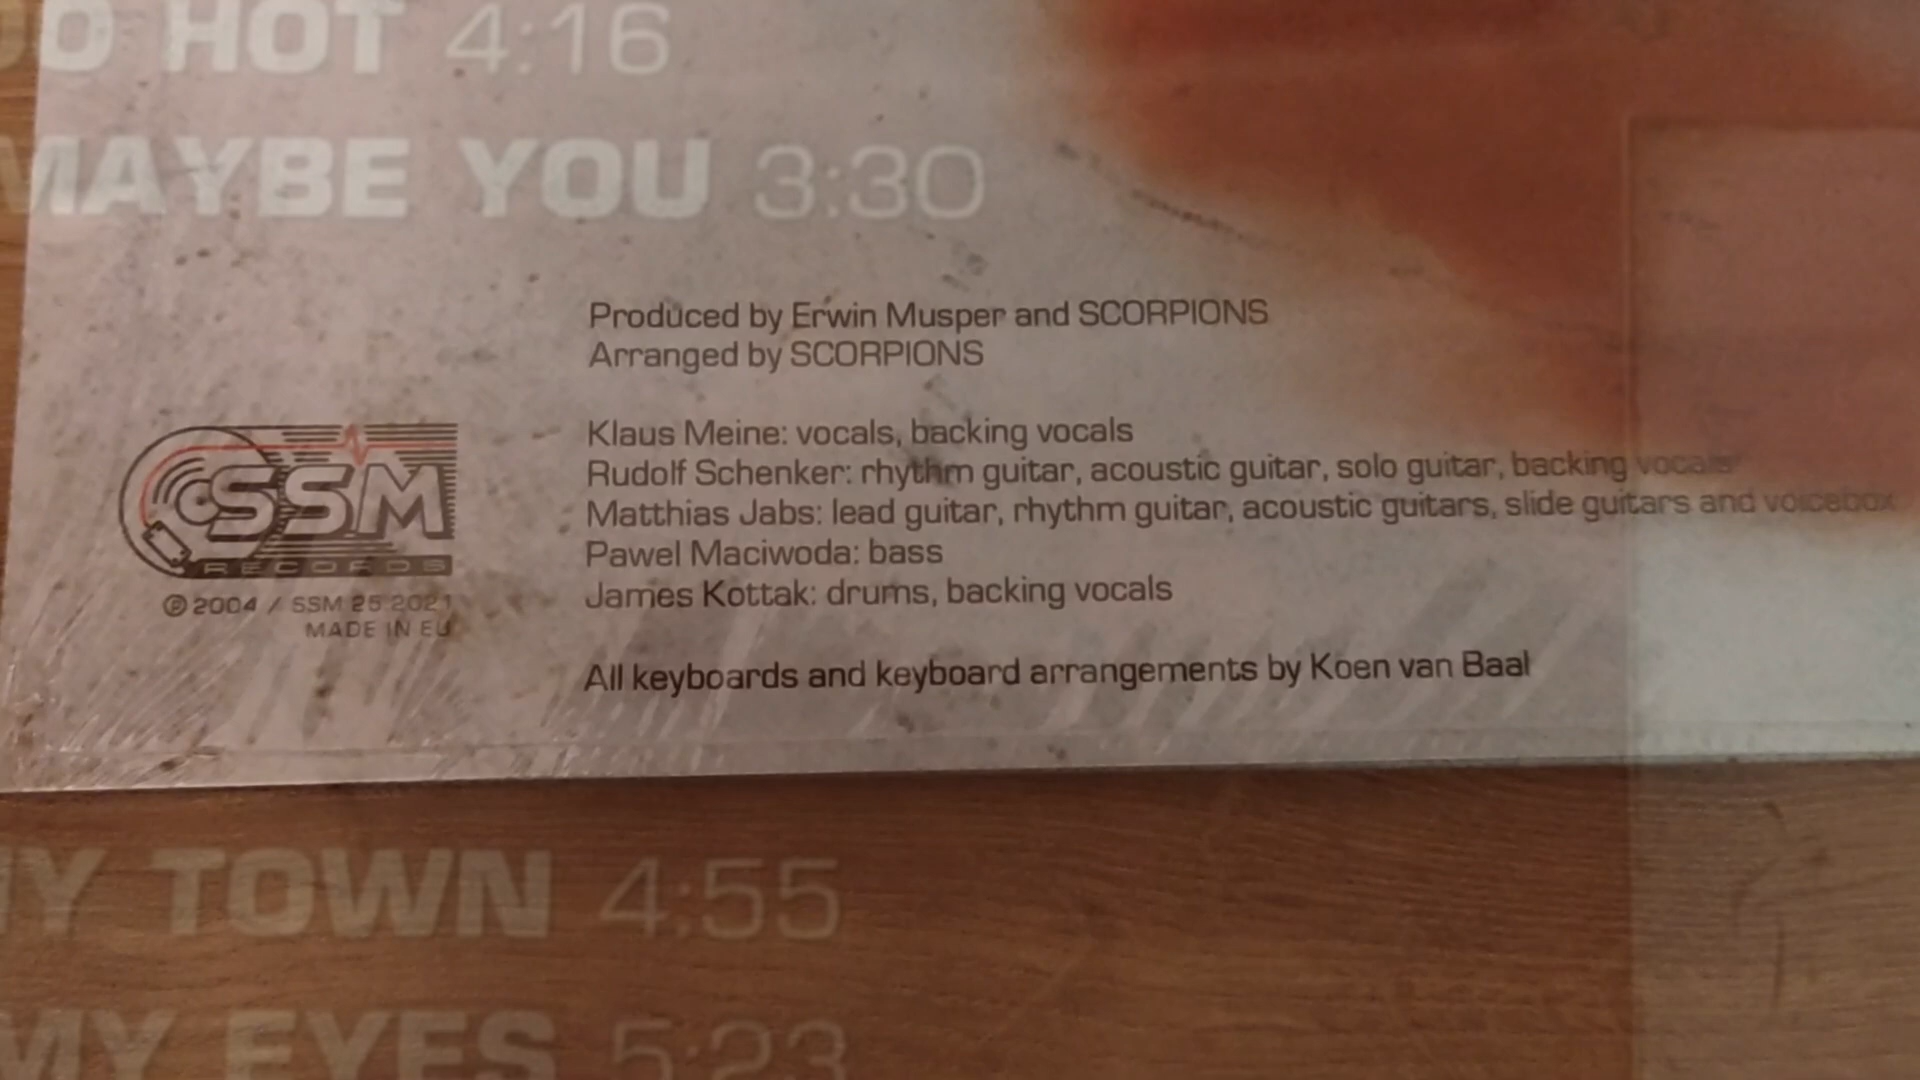 O HOT 4:16
MAYBE YOU 3:30
Produced by Erwin Musper and SCORPIONS
Arranged by SCORPIONS
Klaus Meine: vocals, backing vocals
Rudolf Schenker: rhythm guitar, acoustic guitar, solo guitar, backing vocals
Matthias Jabs: lead guitar, rhythm guitar, acoustic guitars, slide guitars and voicebox
Pawel Maciwoda: bass
James Kottak: drums, backing vocals
SSM
RECORDS
℗ 2004 / SSM 25.2021
MADE IN EU
All keyboards and keyboard arrangements by Koen van Baal
Y TOWN 4:55
MY EYES 5:23